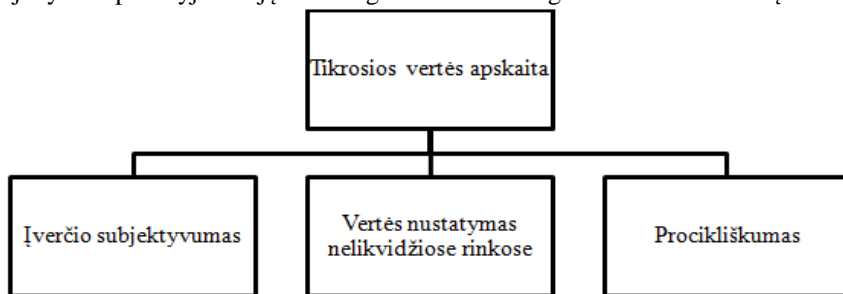 Tikrosios vertės apskaita
Įverčio subjektyvumas
Vertės nustatymas
nelikvidžiose rinkose
Procikliškumas